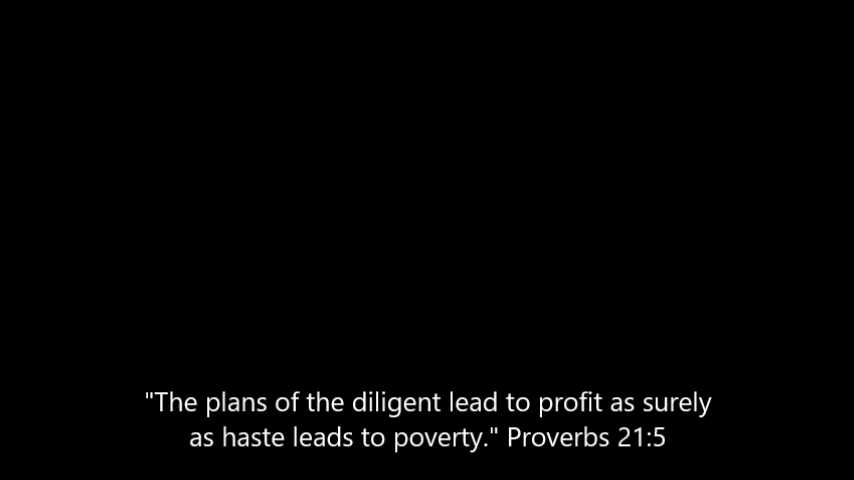 "The plans of the diligent lead to profit as surely
as haste leads to poverty." Proverbs 21:5